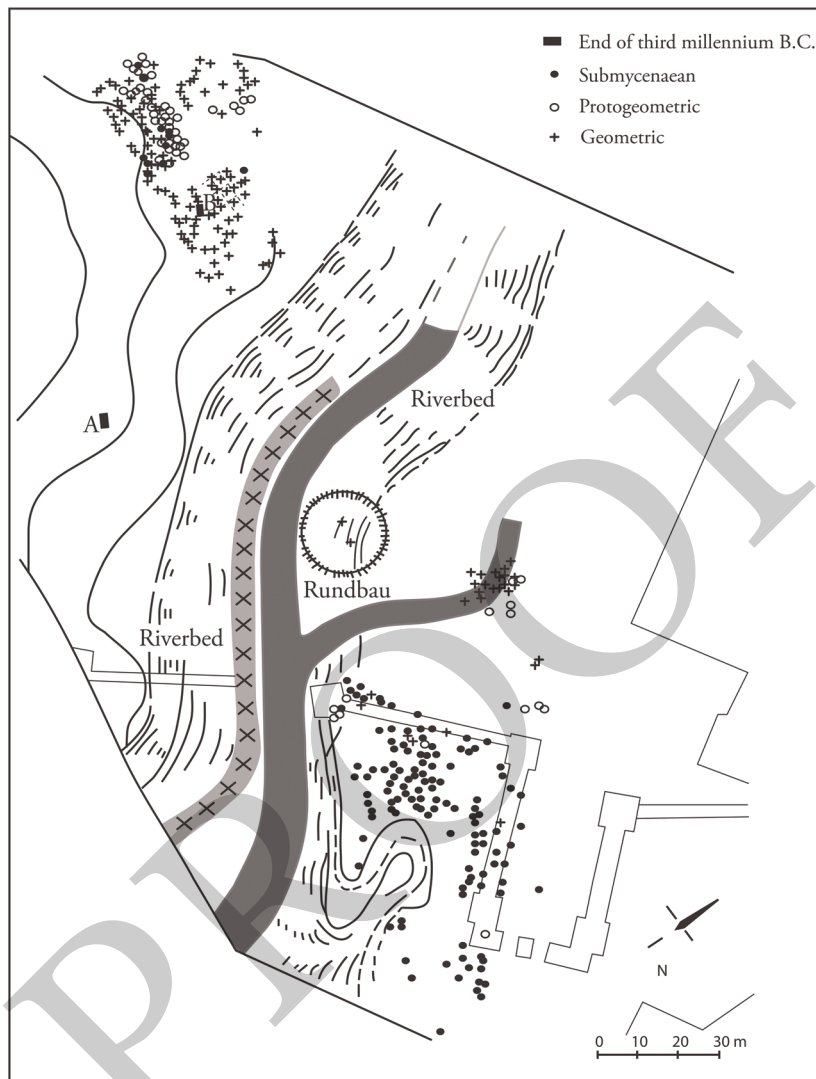 End of third millennium B.C.
Submycenaean
Protogeometric
Geometric
B
A
Riverbed
Rundbau
Riverbed
N
0 10 20 30 m
PROOF